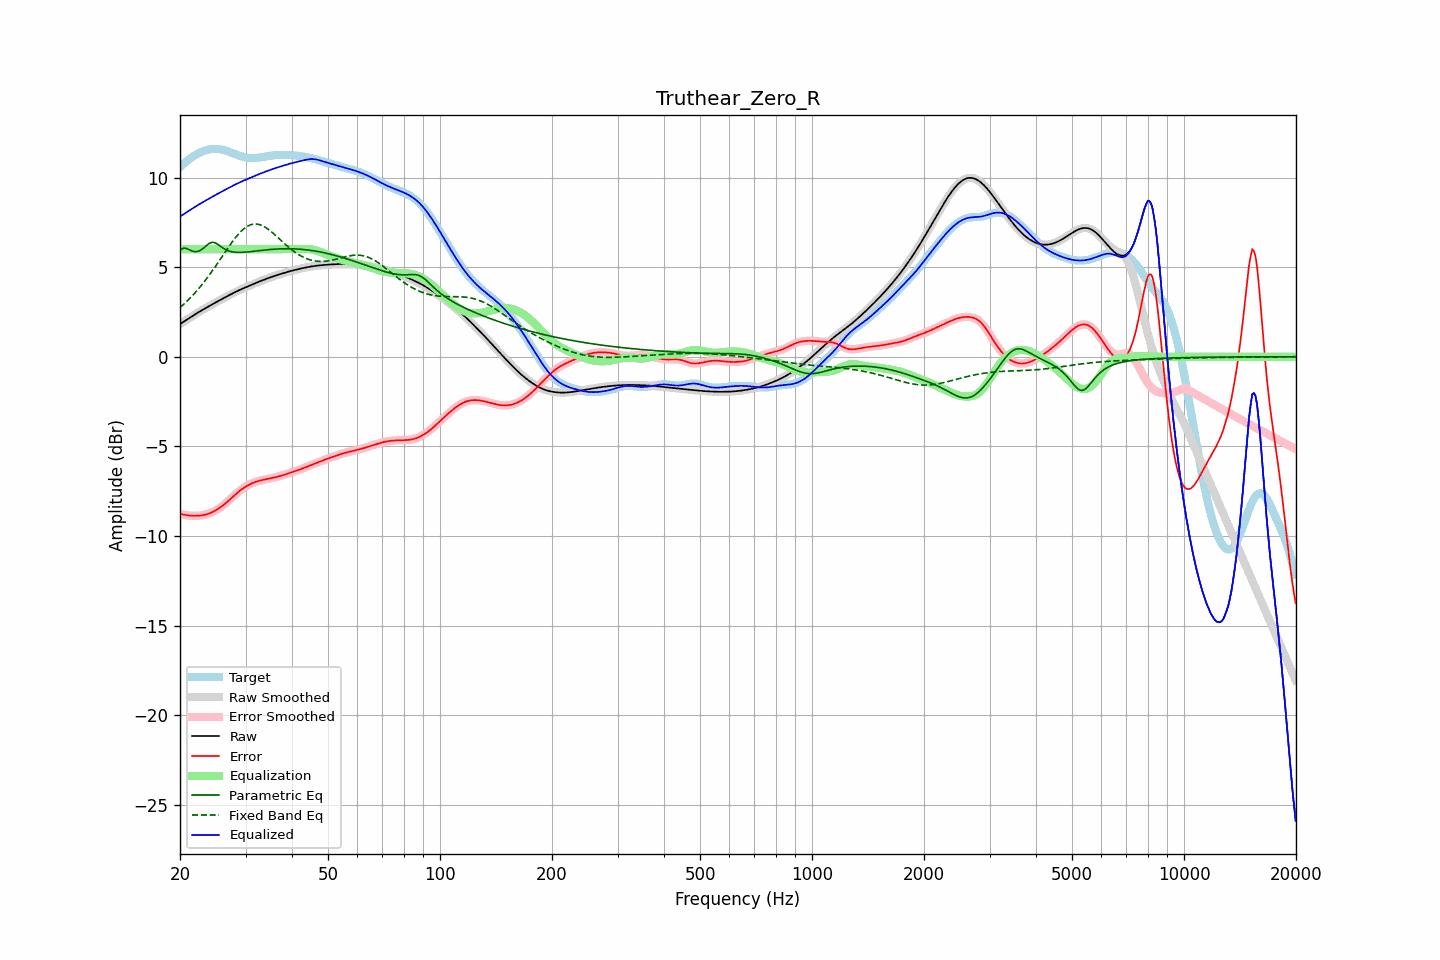 Truthear_Zero_R
Amplitude (dBr)
10
5
0
−5
−10
−15
−20
−25
Target
Raw Smoothed
Error Smoothed
Raw
Error
Equalization
Parametric Eq
Fixed Band Eq
Equalized
20 50 100 200 500 1000 2000 5000 10000 20000
Frequency (Hz)